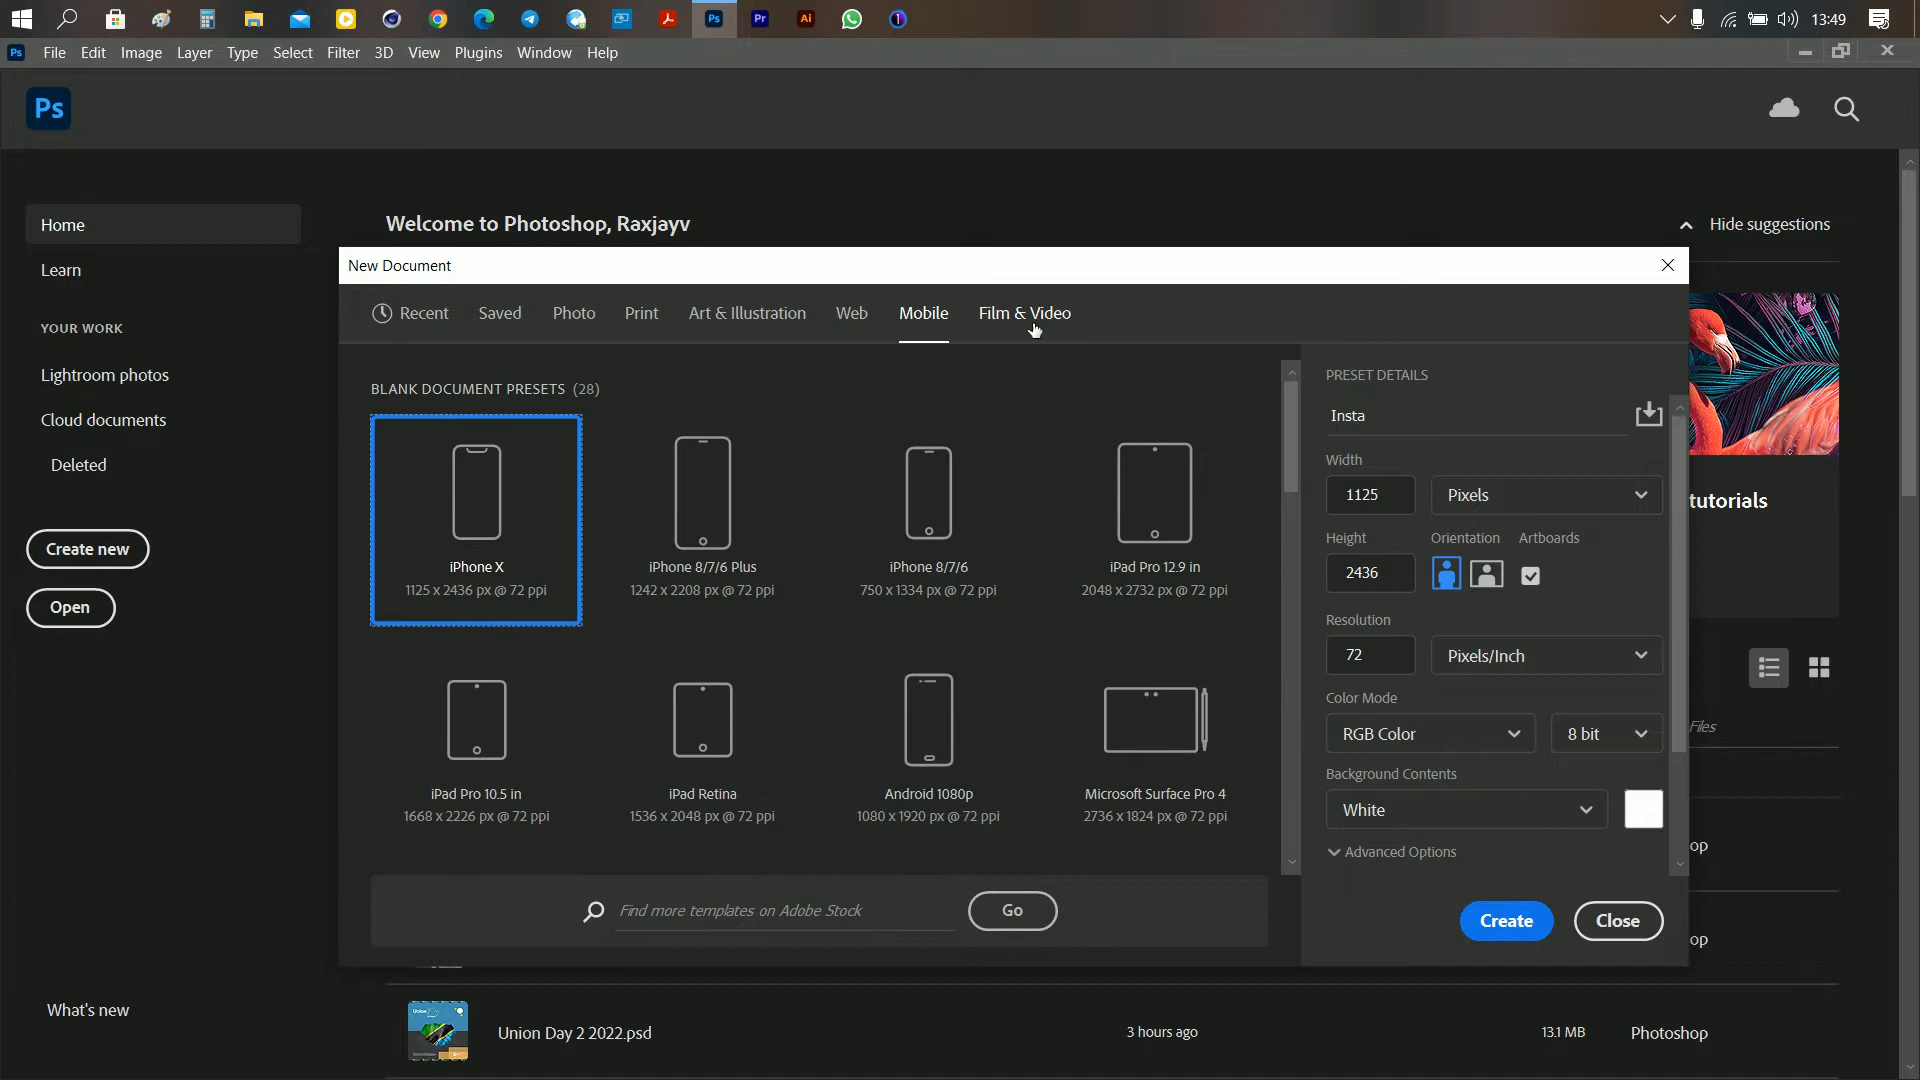 13:49
Ps File Edit Image Layer Type Select Filter 3D View Plugins Window Help
Ps
Home
Learn
YOUR WORK
Lightroom photos
Cloud documents
Deleted
Create new
Open
What's new
Welcome to Photoshop, Raxjayv
Hide suggestions
New Document
Recent Saved Photo Print Art & Illustration Web Mobile Film & Video
BLANK DOCUMENT PRESETS (28)
iPhone X
1125 x 2436 px @ 72 ppi
iPhone 8/7/6 Plus
1242 x 2208 px @ 72 ppi
iPhone 8/7/6
750 x 1334 px @ 72 ppi
iPad Pro 12.9 in
2048 x 2732 px @ 72 ppi
iPad Pro 10.5 in
1668 x 2226 px @ 72 ppi
iPad Retina
1536 x 2048 px @ 72 ppi
Android 1080p
1080 x 1920 px @ 72 ppi
Microsoft Surface Pro 4
2736 x 1824 px @ 72 ppi
Find more templates on Adobe Stock
Go
PRESET DETAILS
Insta
Width
1125 Pixels
Height Orientation Artboards
2436
Resolution
72 Pixels/Inch
Color Mode
RGB Color 8 bit
Background Contents
White
Advanced Options
Create Close
tutorials
Files
op
op
Union Day 2 2022.psd 3 hours ago 13.1 MB Photoshop